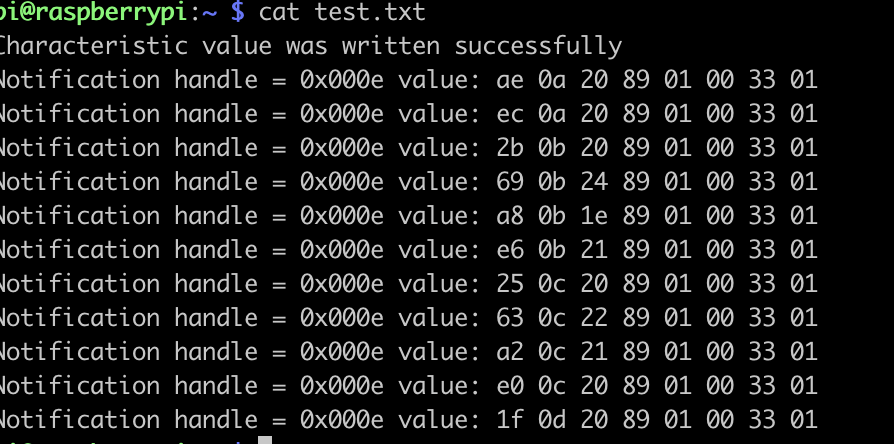 pi@raspberrypi:~ $ cat test.txt
Characteristic value was written successfully
Notification handle = 0x000e value: ae 0a 20 89 01 00 33 01
Notification handle = 0x000e value: ec 0a 20 89 01 00 33 01
Notification handle = 0x000e value: 2b 0b 20 89 01 00 33 01
Notification handle = 0x000e value: 69 0b 24 89 01 00 33 01
Notification handle = 0x000e value: a8 0b 1e 89 01 00 33 01
Notification handle = 0x000e value: e6 0b 21 89 01 00 33 01
Notification handle = 0x000e value: 25 0c 20 89 01 00 33 01
Notification handle = 0x000e value: 63 0c 22 89 01 00 33 01
Notification handle = 0x000e value: a2 0c 21 89 01 00 33 01
Notification handle = 0x000e value: e0 0c 20 89 01 00 33 01
Notification handle = 0x000e value: 1f 0d 20 89 01 00 33 01